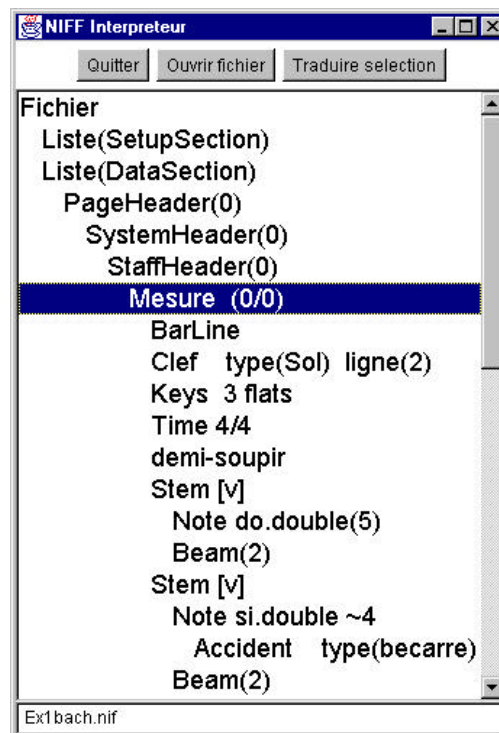 NIFF Interpreteur
Quitter Ouvrir fichier Traduire selection
Fichier
Liste(SetupSection)
Liste(DataSection)
PageHeader(0)
SystemHeader(0)
StaffHeader(0)
Mesure (0/0)
BarLine
Clef type(Sol) ligne(2)
Keys 3 flats
Time 4/4
demi-soupir
Stem [v]
Note do.double(5)
Beam(2)
Stem [v]
Note si.double ~4
Accident type(becarre)
Beam(2)
Ex1bach.nif